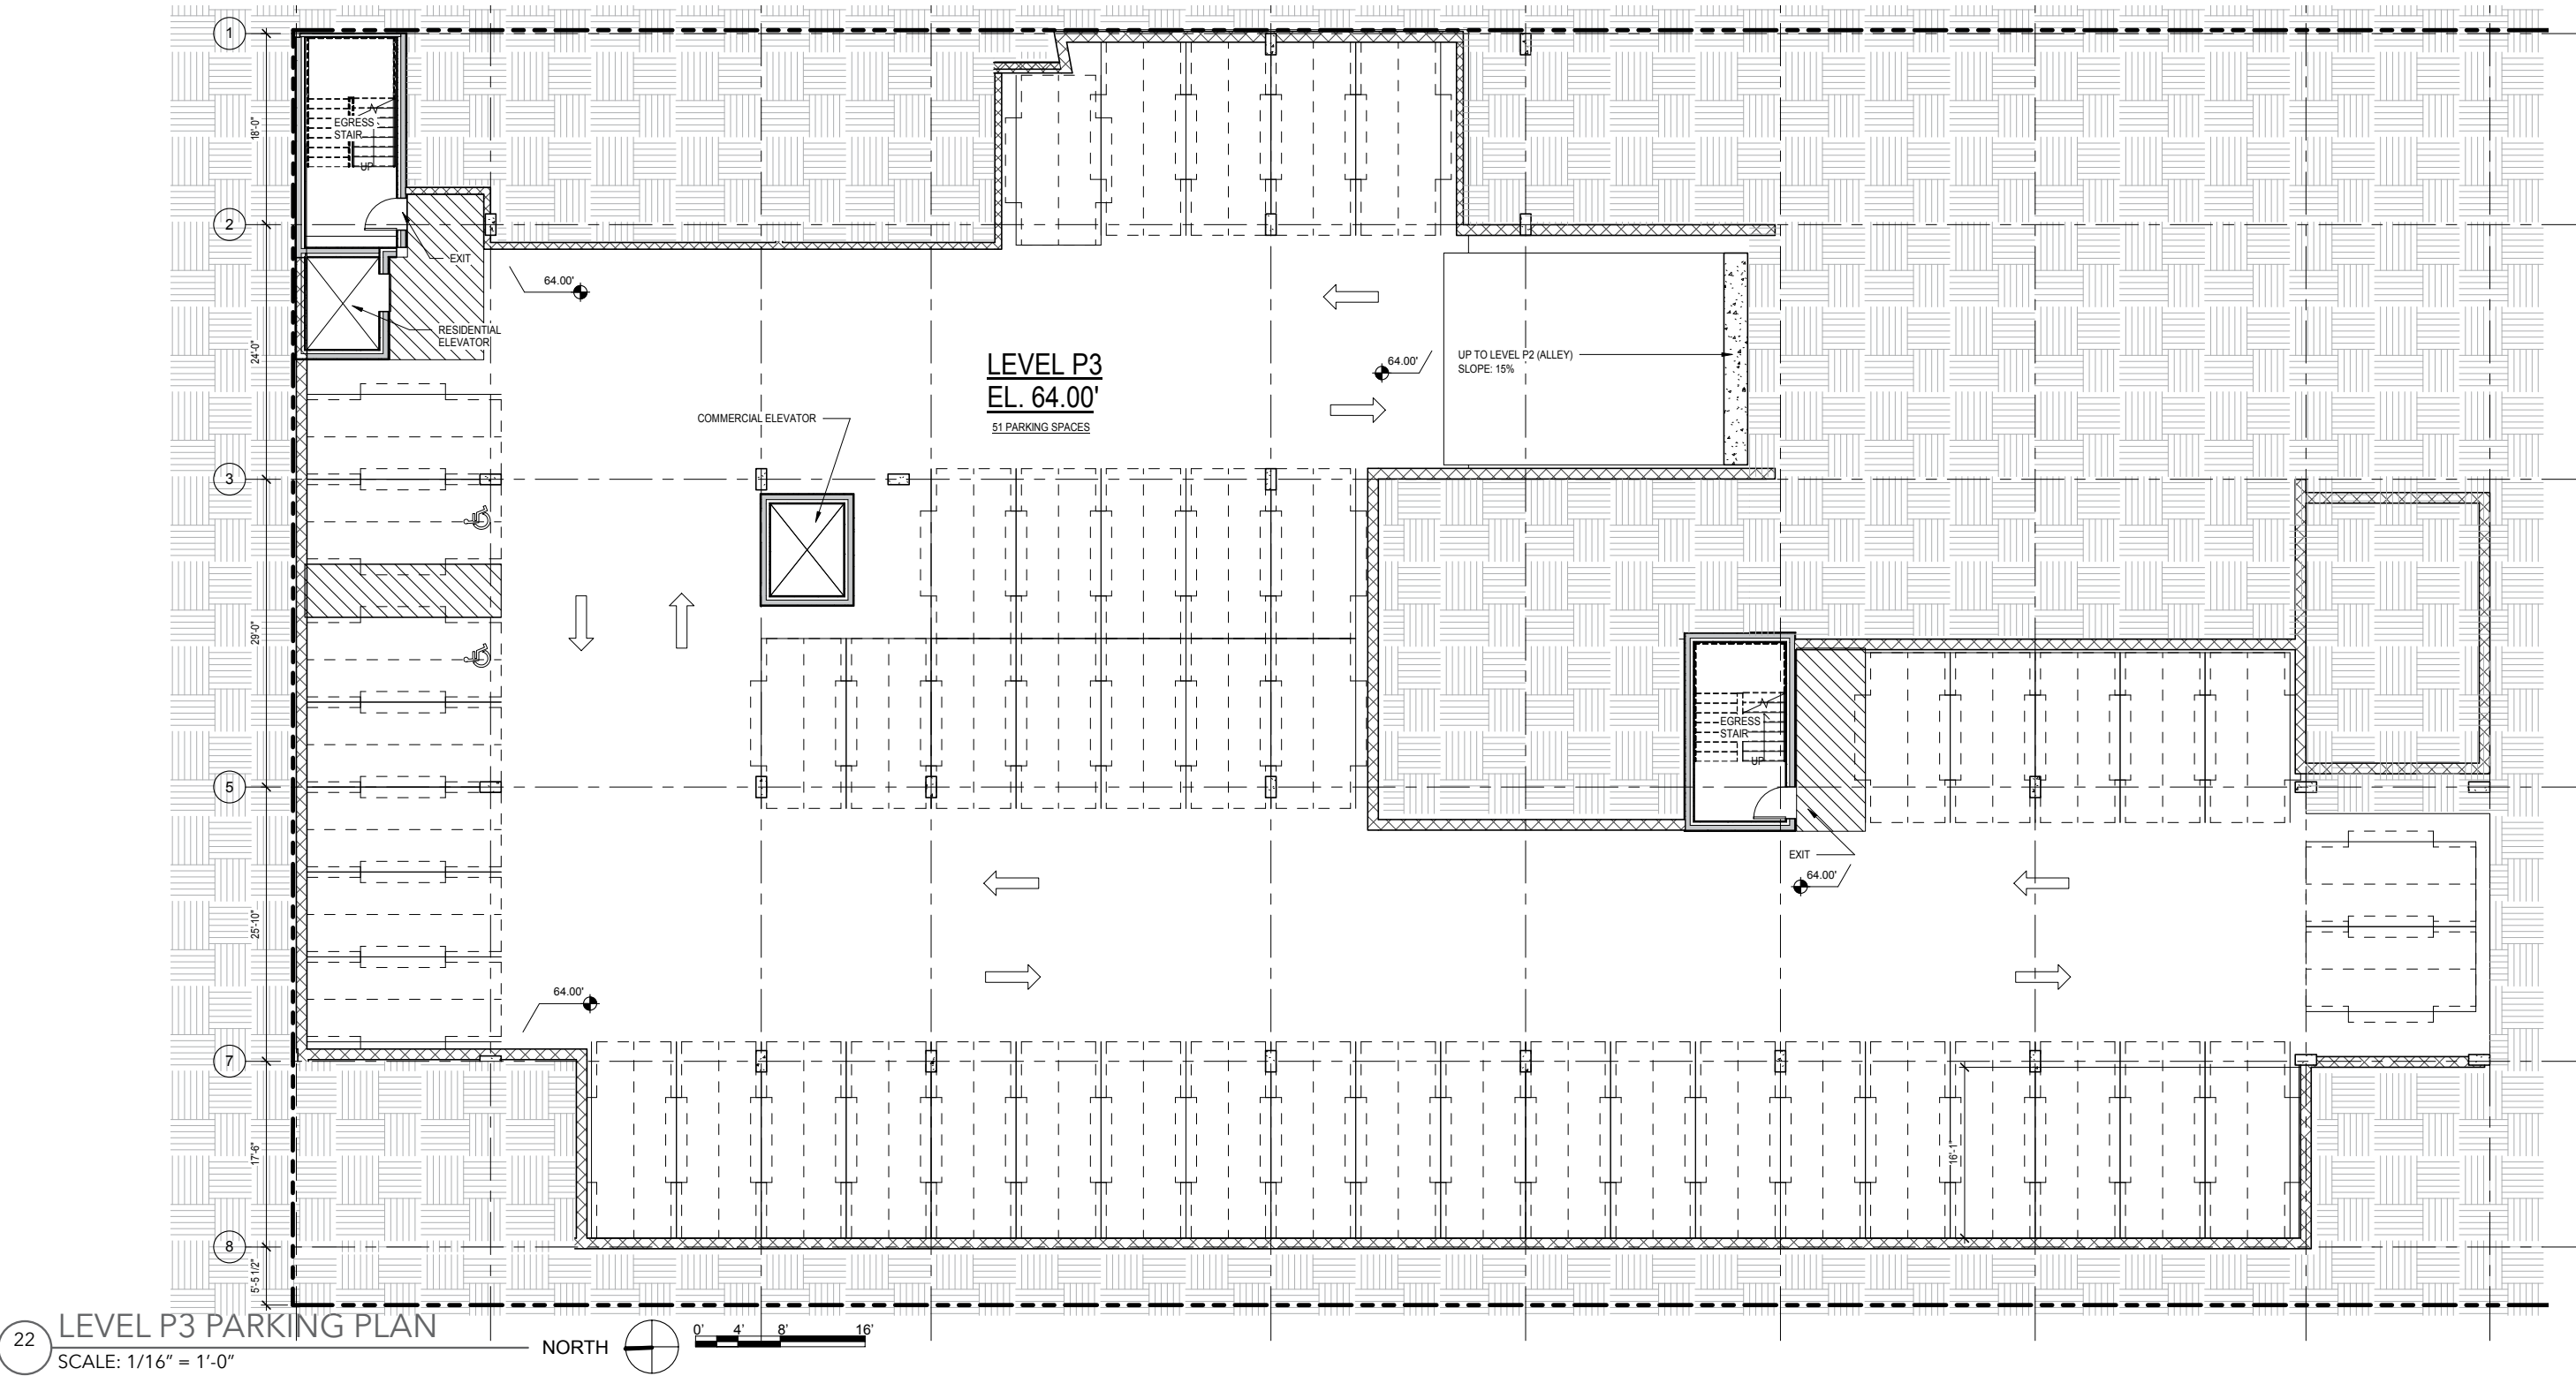 1
18'-0"
EGRESS
STAIR
UP
2
EXIT
64.00'
RESIDENTIAL
ELEVATOR
24'-0"
LEVEL P3
EL. 64.00'
51 PARKING SPACES
64.00'
UP TO LEVEL P2 (ALLEY)
SLOPE: 15%
COMMERCIAL ELEVATOR
3
29'-0"
EGRESS
STAIR
UP
5
EXIT
64.00'
25'-10"
64.00'
7
17'-6"
16'-1"
8
5'-5 1/2"
22
LEVEL P3 PARKING PLAN
SCALE: 1/16" = 1'-0"
NORTH
0' 4' 8' 16'